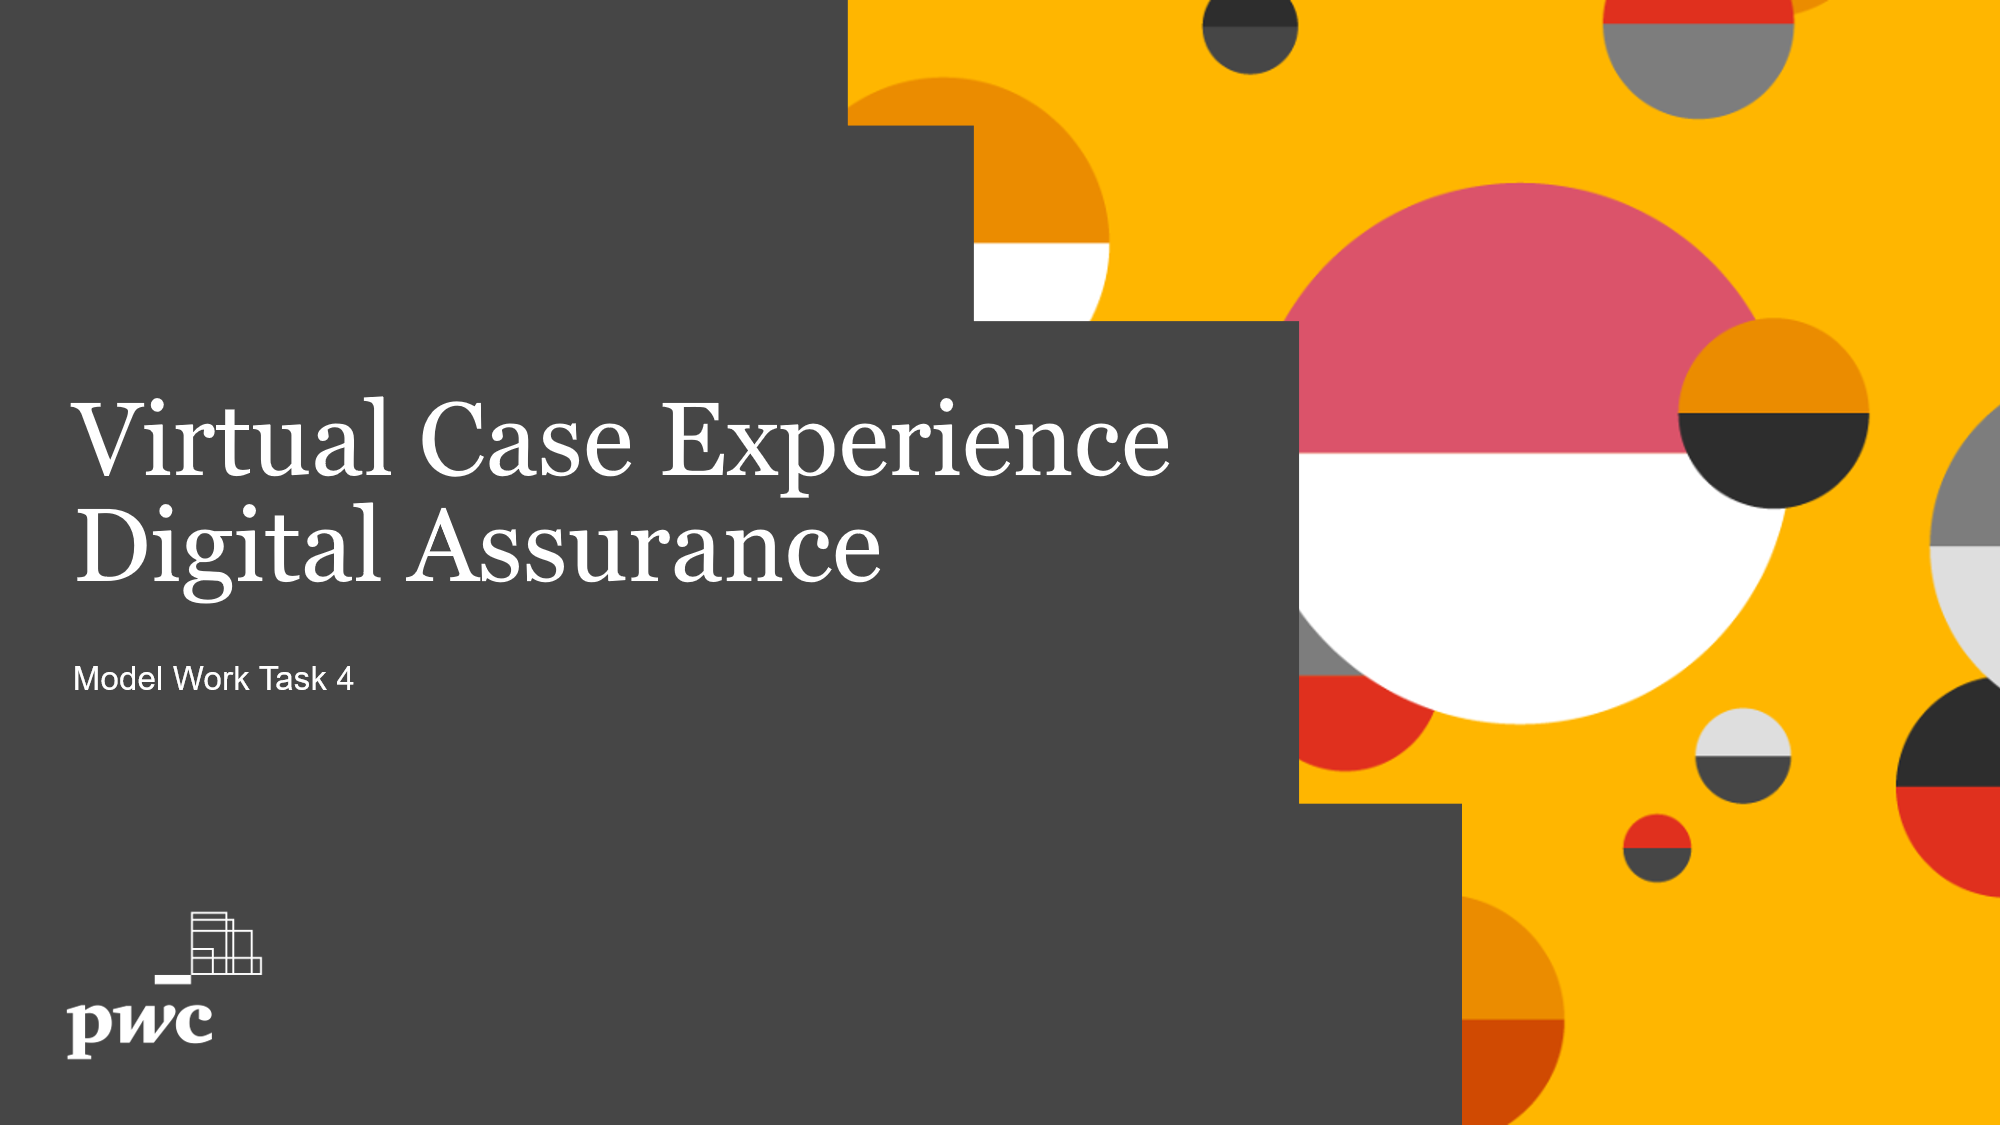 Virtual Case Experience
Digital Assurance
Model Work Task 4
pwc